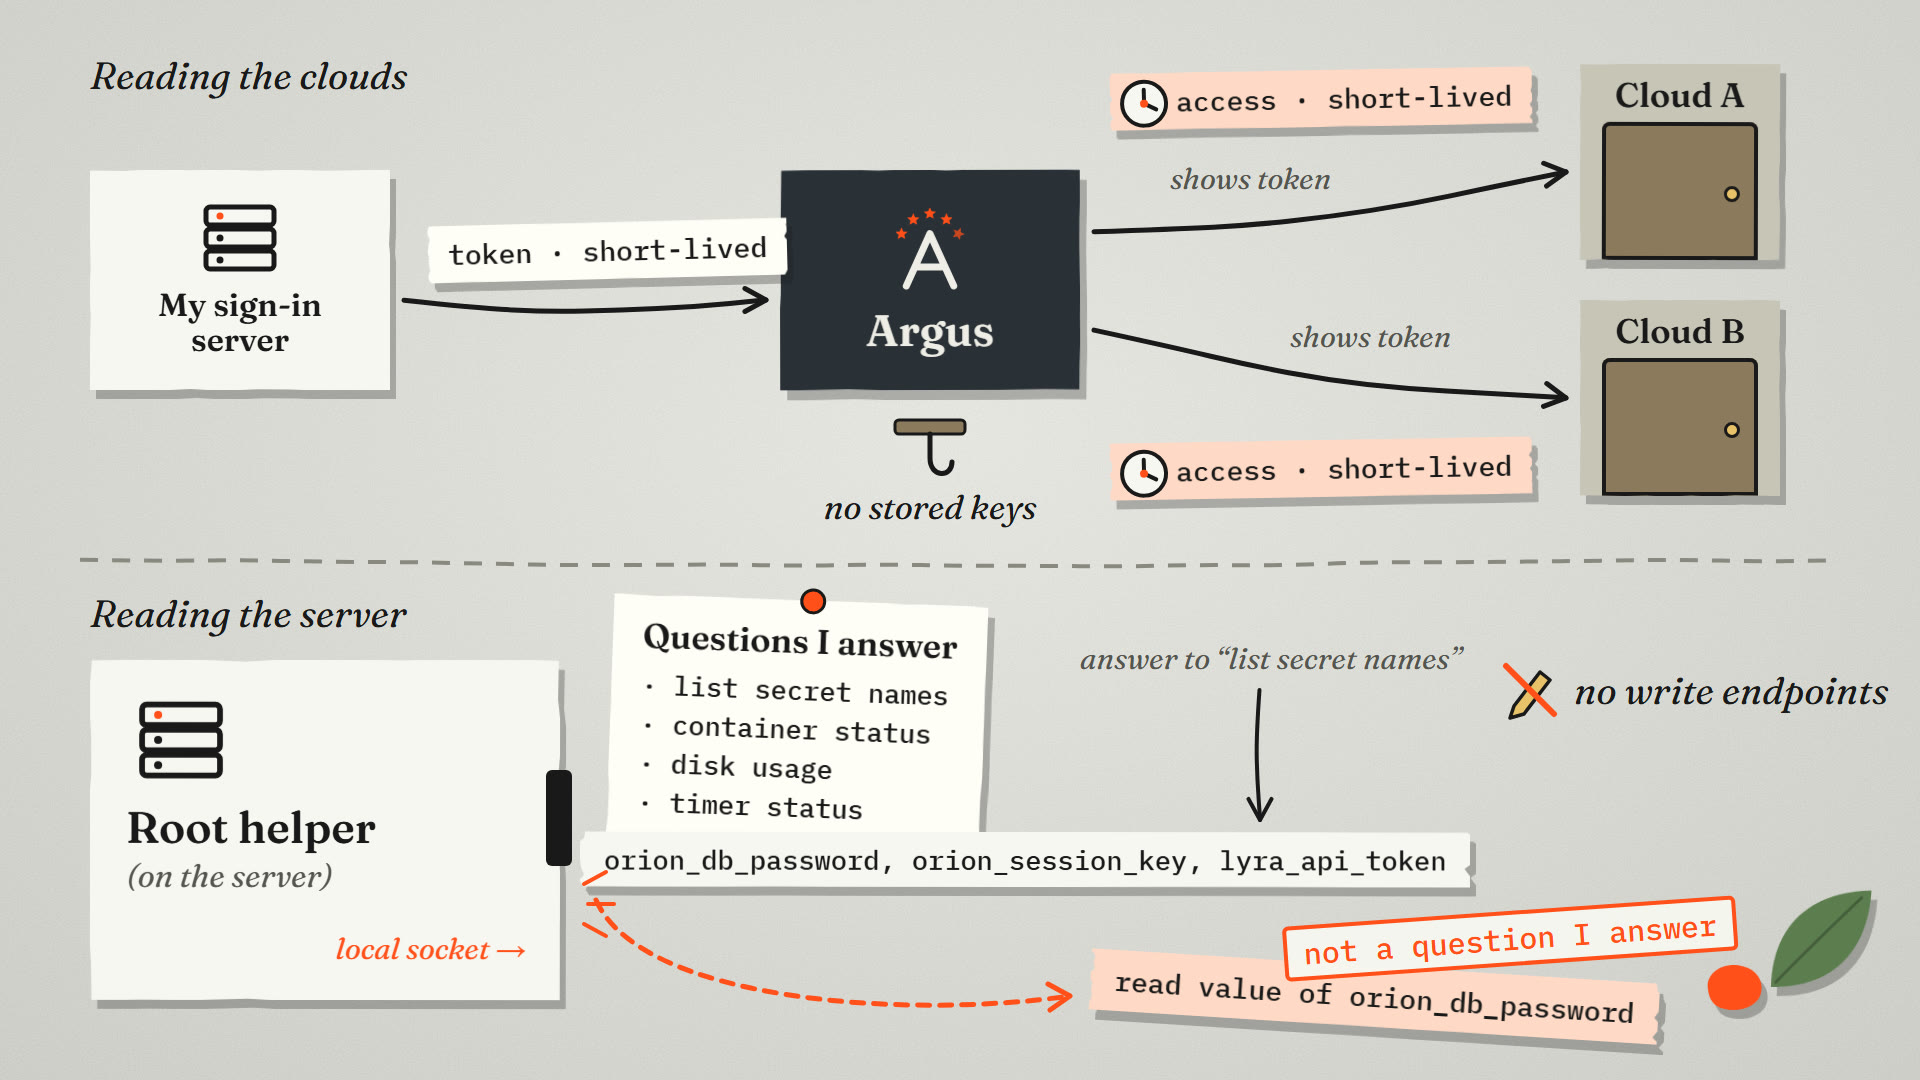 Reading the clouds
My sign-in
server
token · short-lived
Argus
no stored keys
access · short-lived
shows token
Cloud A
shows token
Cloud B
access · short-lived
Reading the server
Root helper
(on the server)
local socket →
Questions I answer
· list secret names
· container status
· disk usage
· timer status
answer to “list secret names”
no write endpoints
orion_db_password, orion_session_key, lyra_api_token
not a question I answer
read value of orion_db_password